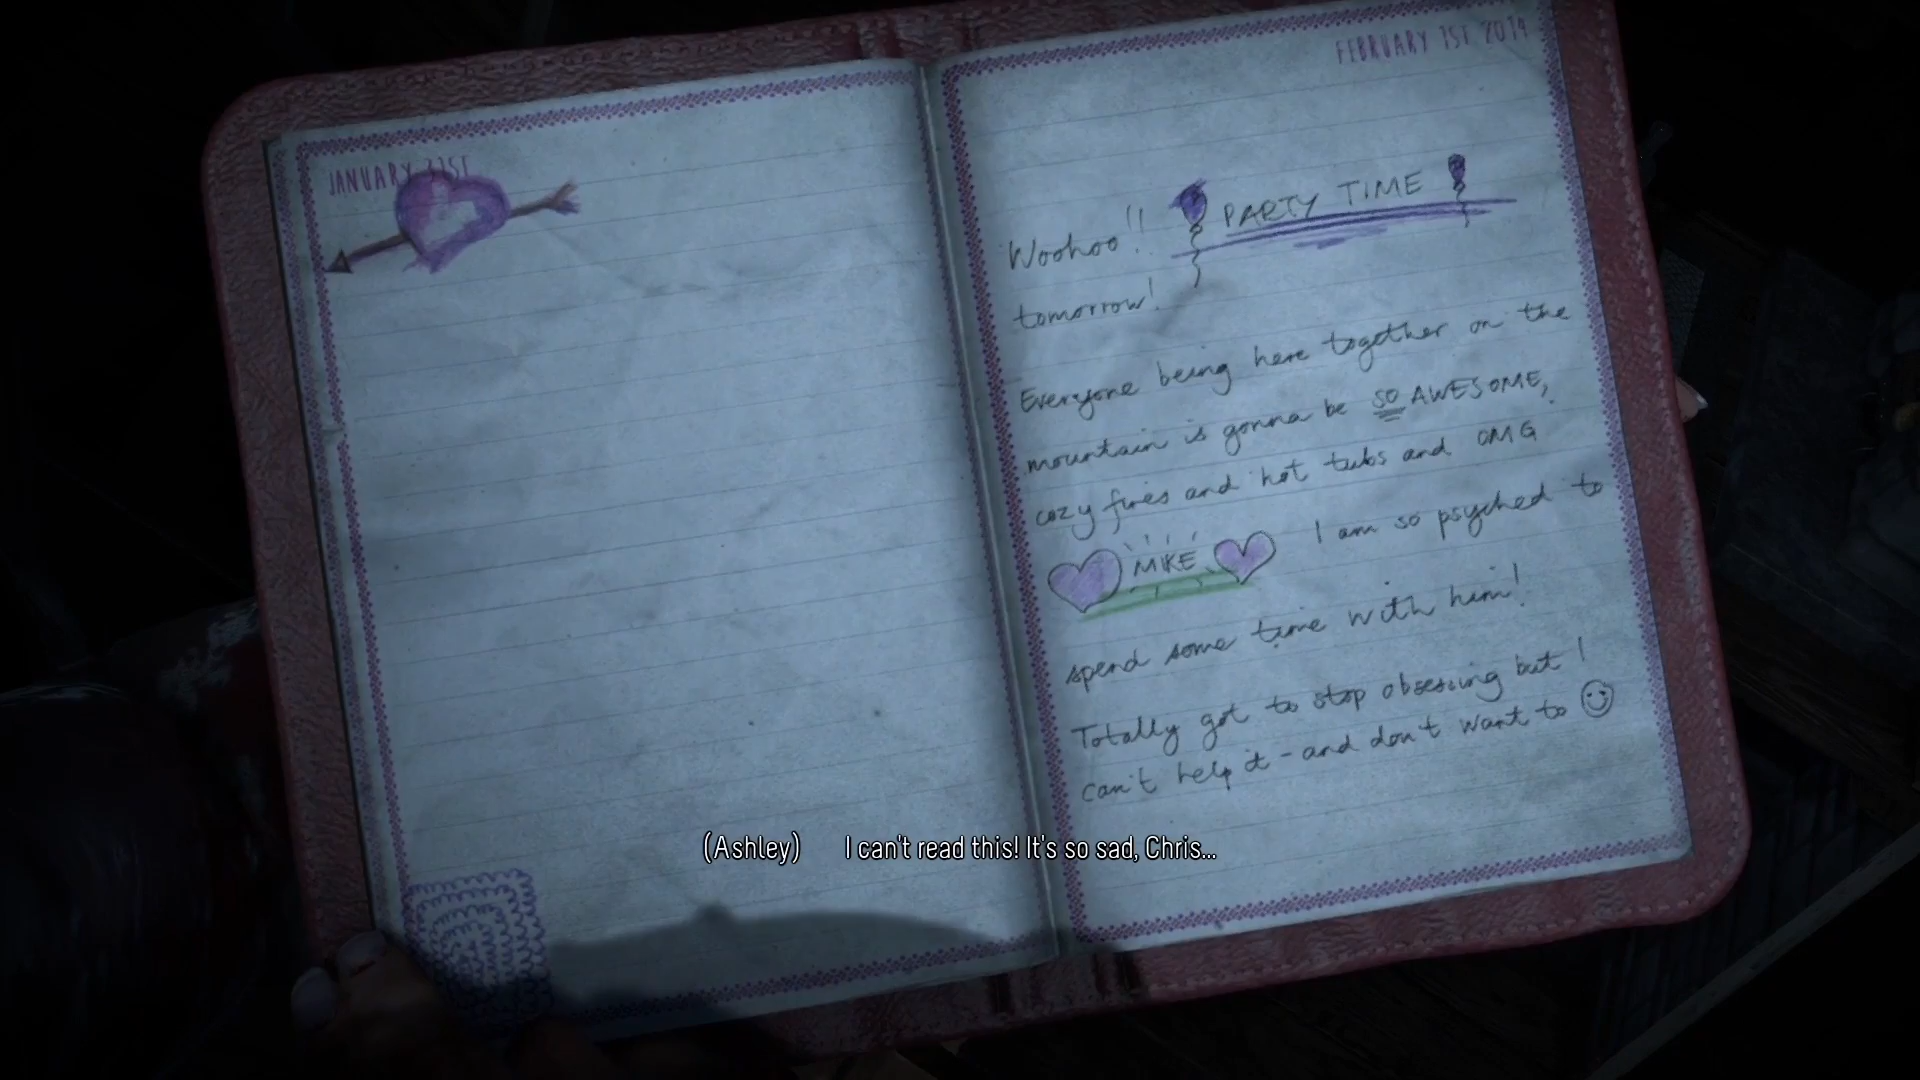 JANUARY 31ST
FEBRUARY 1ST 2014
Woohoo!! PARTY TIME
tomorrow!
Everyone being here together on the
mountain is gonna be SO AWESOME,
cozy fires and hot tubs and OMG
MIKE I am so psyched to
spend some time with him!
Totally got to stop obsessing but I
can't help it - and don't want to
(Ashley) I can't read this! It's so sad, Chris...